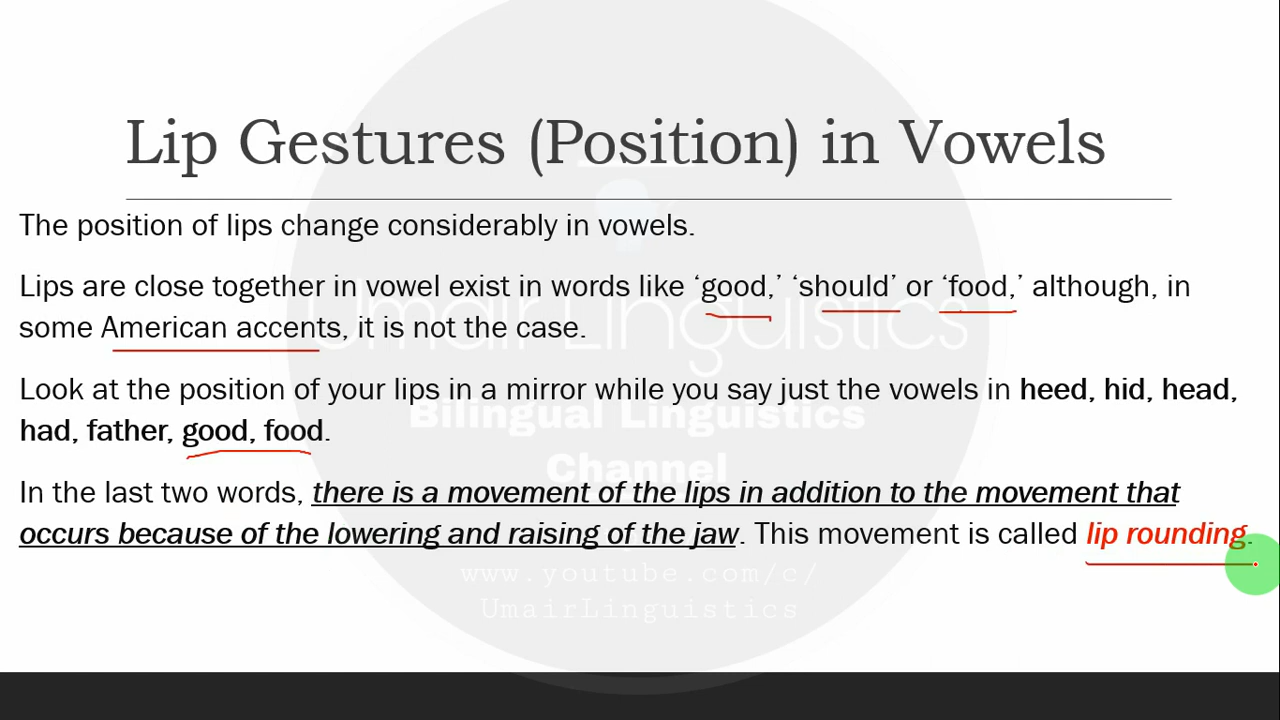 Lip Gestures (Position) in Vowels
The position of lips change considerably in vowels.
Lips are close together in vowel exist in words like ‘good,’ ‘should’ or ‘food,’ although, in
some American accents, it is not the case.
Look at the position of your lips in a mirror while you say just the vowels in heed, hid, head,
had, father, good, food.
In the last two words, there is a movement of the lips in addition to the movement that
occurs because of the lowering and raising of the jaw. This movement is called lip rounding.
Umair Linguistics
Bilingual Linguistics
Channel
www.youtube.com/c/
UmairLinguistics